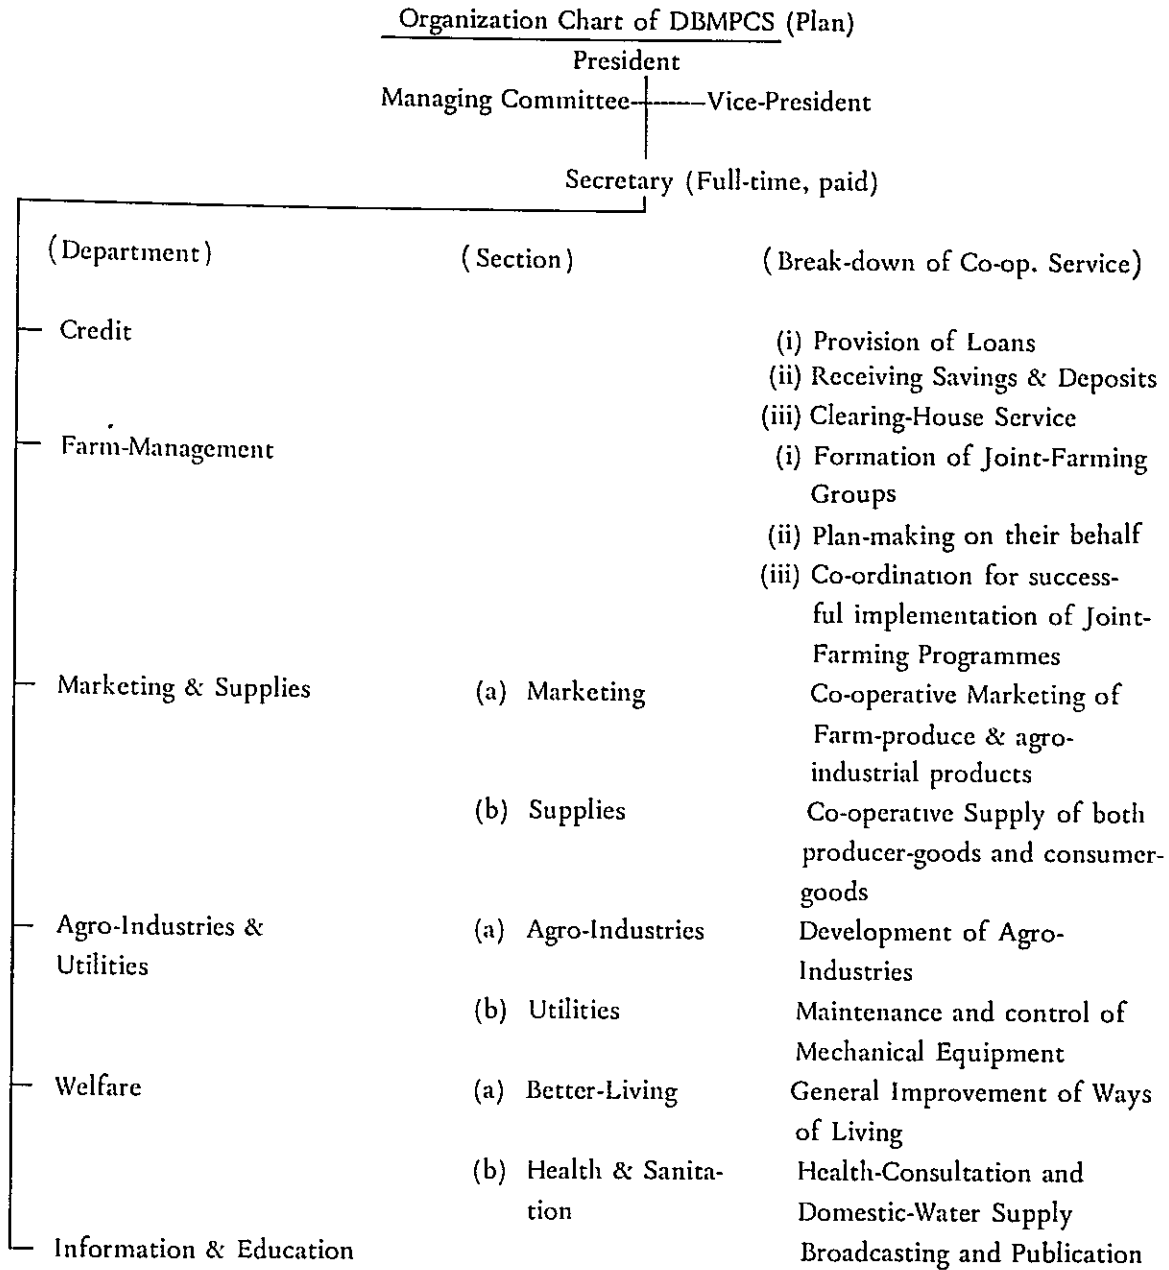 Organization Chart of DBMPCS (Plan)
President
Managing Committee Vice-President
Secretary (Full-time, paid)
(Department) (Section) (Break-down of Co-op. Service)
Credit (i) Provision of Loans
(ii) Receiving Savings & Deposits
(iii) Clearing-House Service
Farm-Management (i) Formation of Joint-Farming
Groups
(ii) Plan-making on their behalf
(iii) Co-ordination for success-
ful implementation of Joint-
Farming Programmes
Marketing & Supplies (a) Marketing Co-operative Marketing of
Farm-produce & agro-
industrial products
(b) Supplies Co-operative Supply of both
producer-goods and consumer-
goods
Agro-Industries & (a) Agro-Industries Development of Agro-
Utilities Industries
(b) Utilities Maintenance and control of
Mechanical Equipment
Welfare (a) Better-Living General Improvement of Ways
of Living
(b) Health & Sanita- Health-Consultation and
tion Domestic-Water Supply
Information & Education Broadcasting and Publication